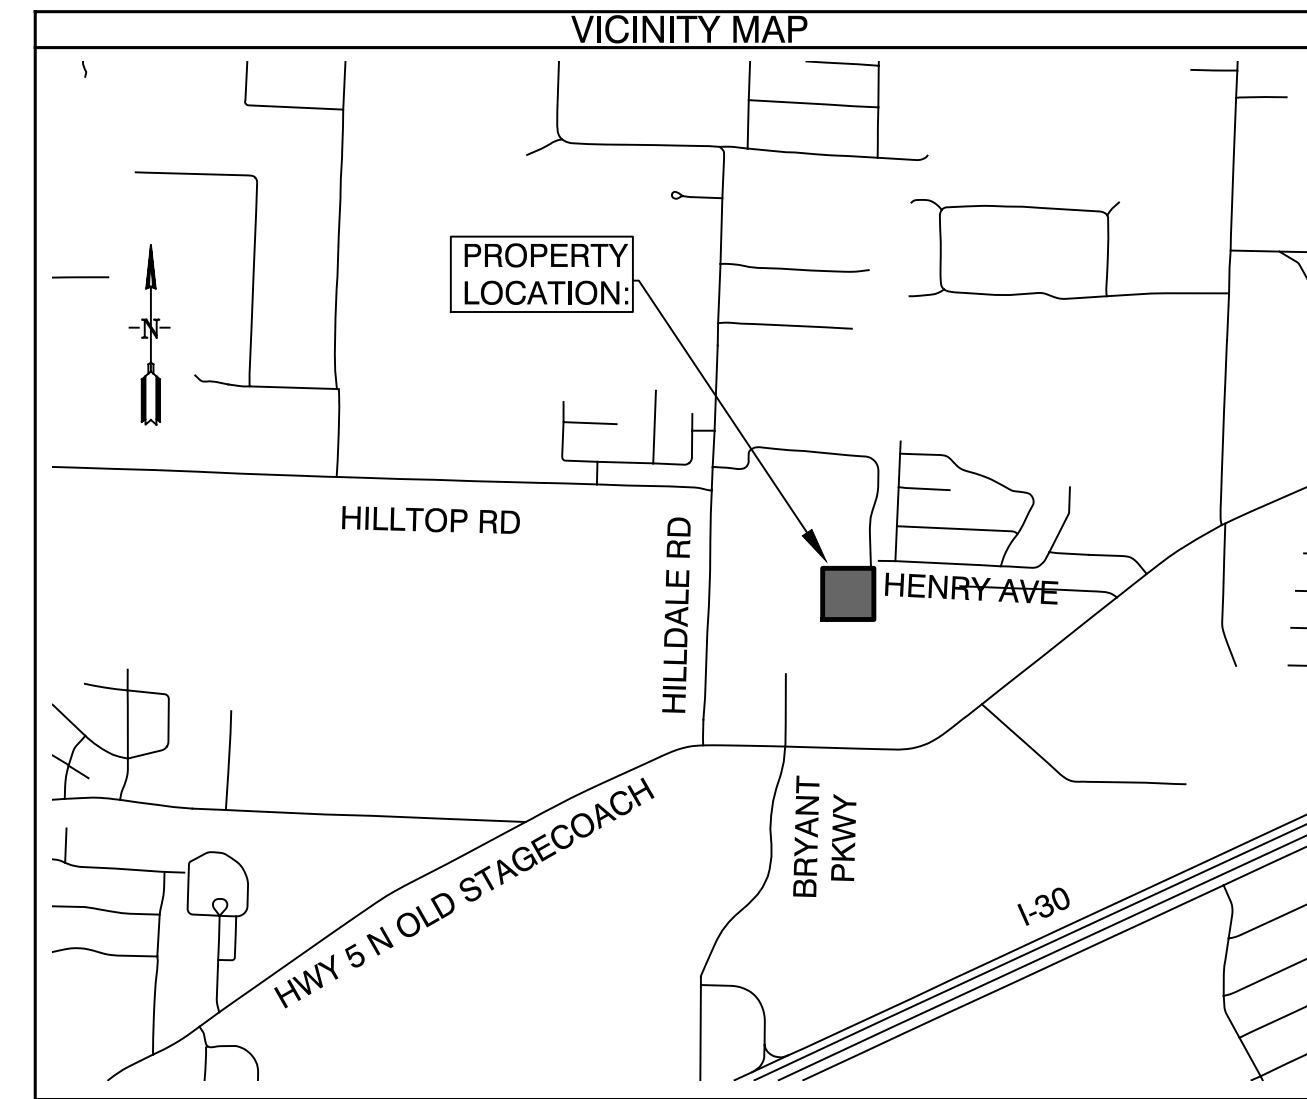 VICINITY MAP
PROPERTY
LOCATION:
N
HILLTOP RD
HILLDALE RD
HENRY AVE
BRYANT
PKWY
HWY 5 N OLD STAGECOACH
I-30